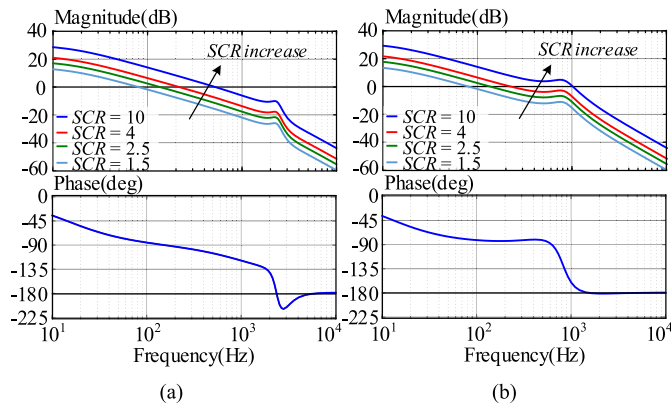 Magnitude(dB)
40
20
0
-20
-40
-60
SCR increase
SCR = 10
SCR = 4
SCR = 2.5
SCR = 1.5
Phase(deg)
0
-45
-90
-135
-180
-225
10^1
10^2
10^3
10^4
Frequency(Hz)
(a)
Magnitude(dB)
40
20
0
-20
-40
-60
SCR increase
SCR = 10
SCR = 4
SCR = 2.5
SCR = 1.5
Phase(deg)
0
-45
-90
-135
-180
-225
10^1
10^2
10^3
10^4
Frequency(Hz)
(b)